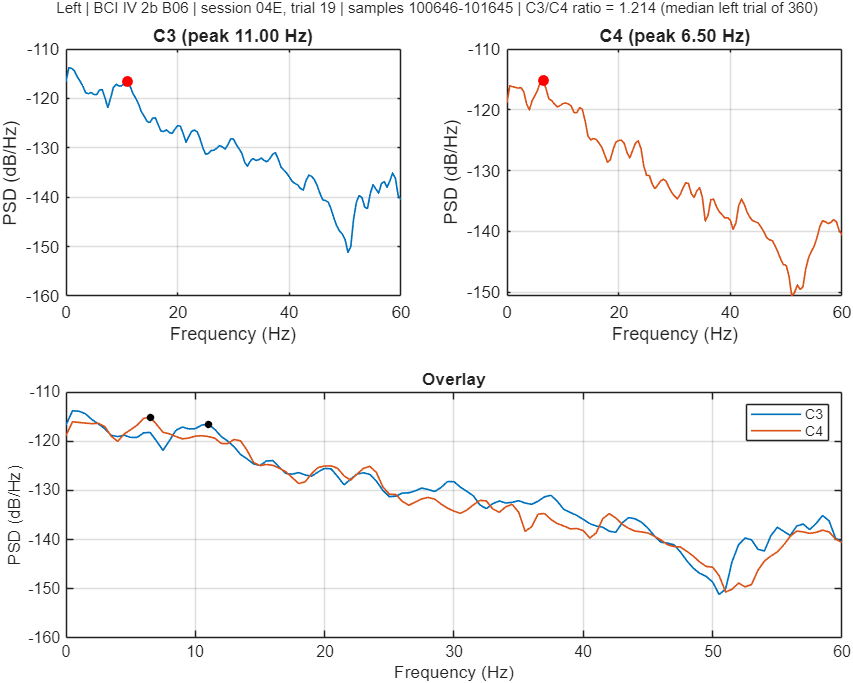 Left | BCI IV 2b B06 | session 04E, trial 19 | samples 100646-101645 | C3/C4 ratio = 1.214 (median left trial of 360)
C3 (peak 11.00 Hz)
-110
-120
-130
-140
-150
-160
0
20
40
60
PSD (dB/Hz)
Frequency (Hz)
C4 (peak 6.50 Hz)
-110
-120
-130
-140
-150
0
20
40
60
PSD (dB/Hz)
Frequency (Hz)
Overlay
-110
-120
-130
-140
-150
-160
0
10
20
30
40
50
60
PSD (dB/Hz)
Frequency (Hz)
C3
C4